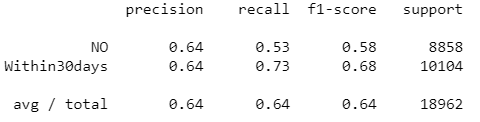 precision recall f1-score support
NO 0.64 0.53 0.58 8858
Within30days 0.64 0.73 0.68 10104
avg / total 0.64 0.64 0.64 18962